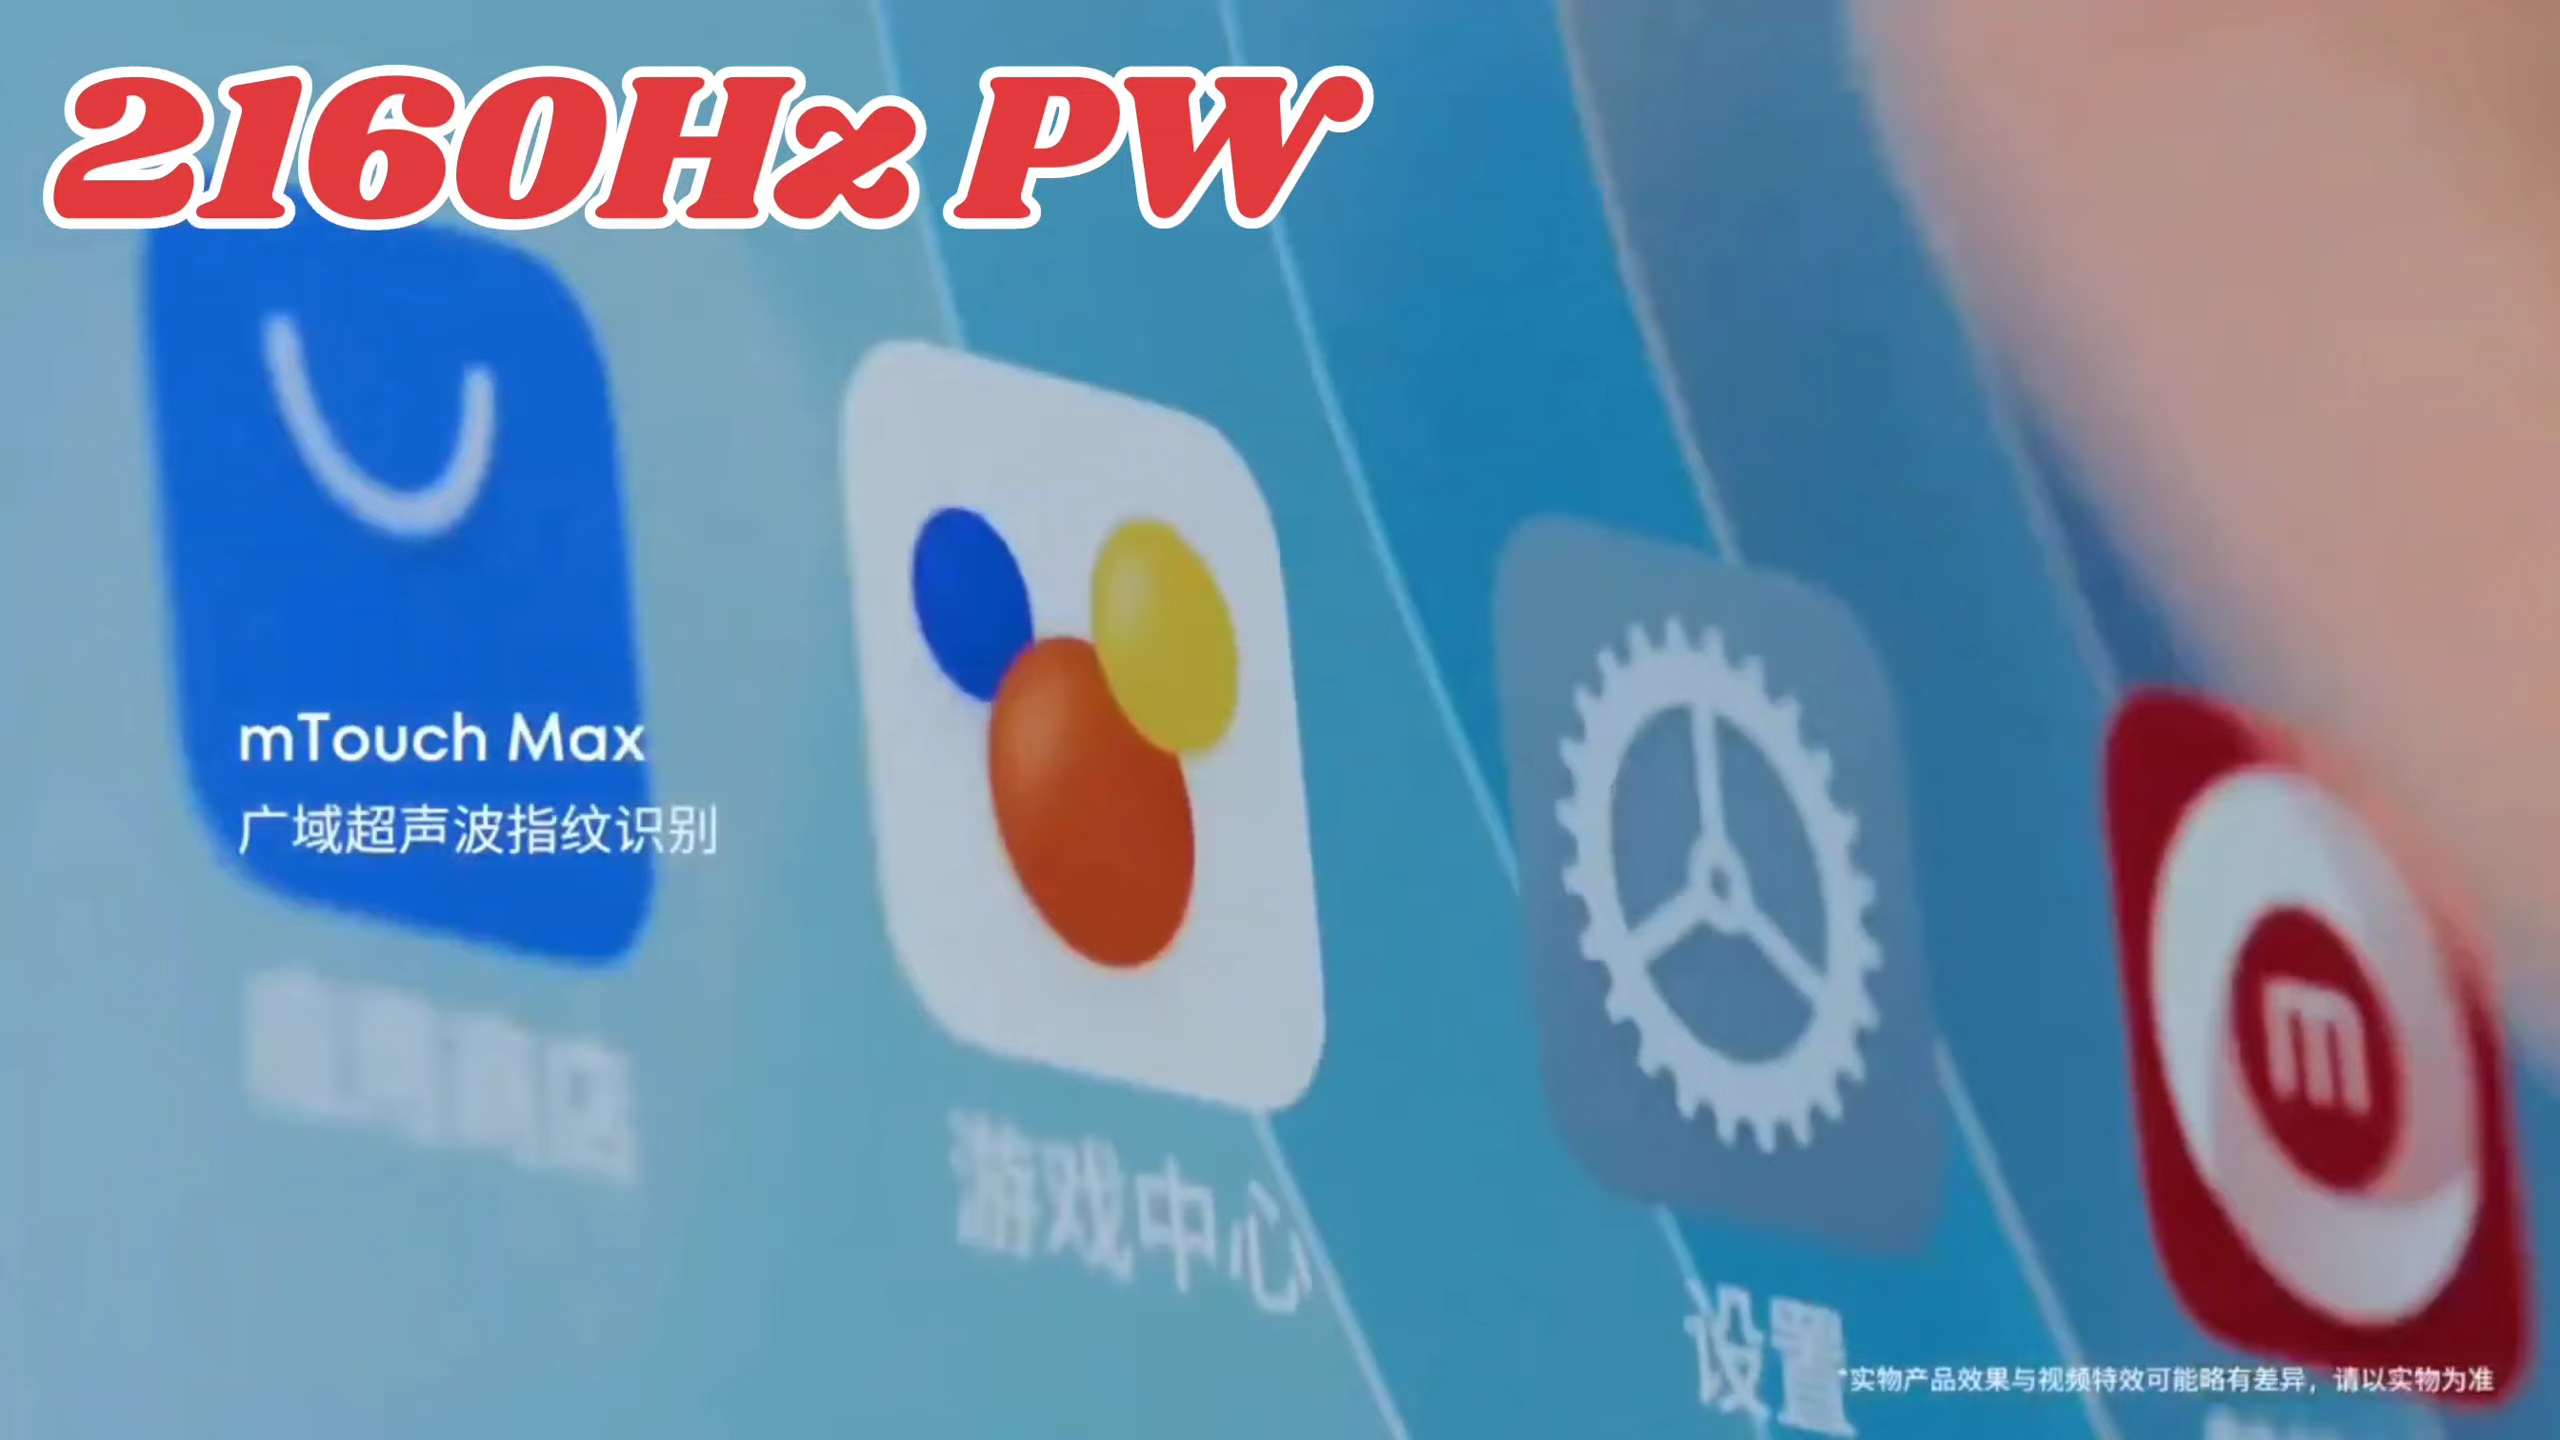 2160Hz PW
mTouch Max
广域超声波指纹识别
游戏中心
设置
m
*实物产品效果与视频特效可能略有差异，请以实物为准